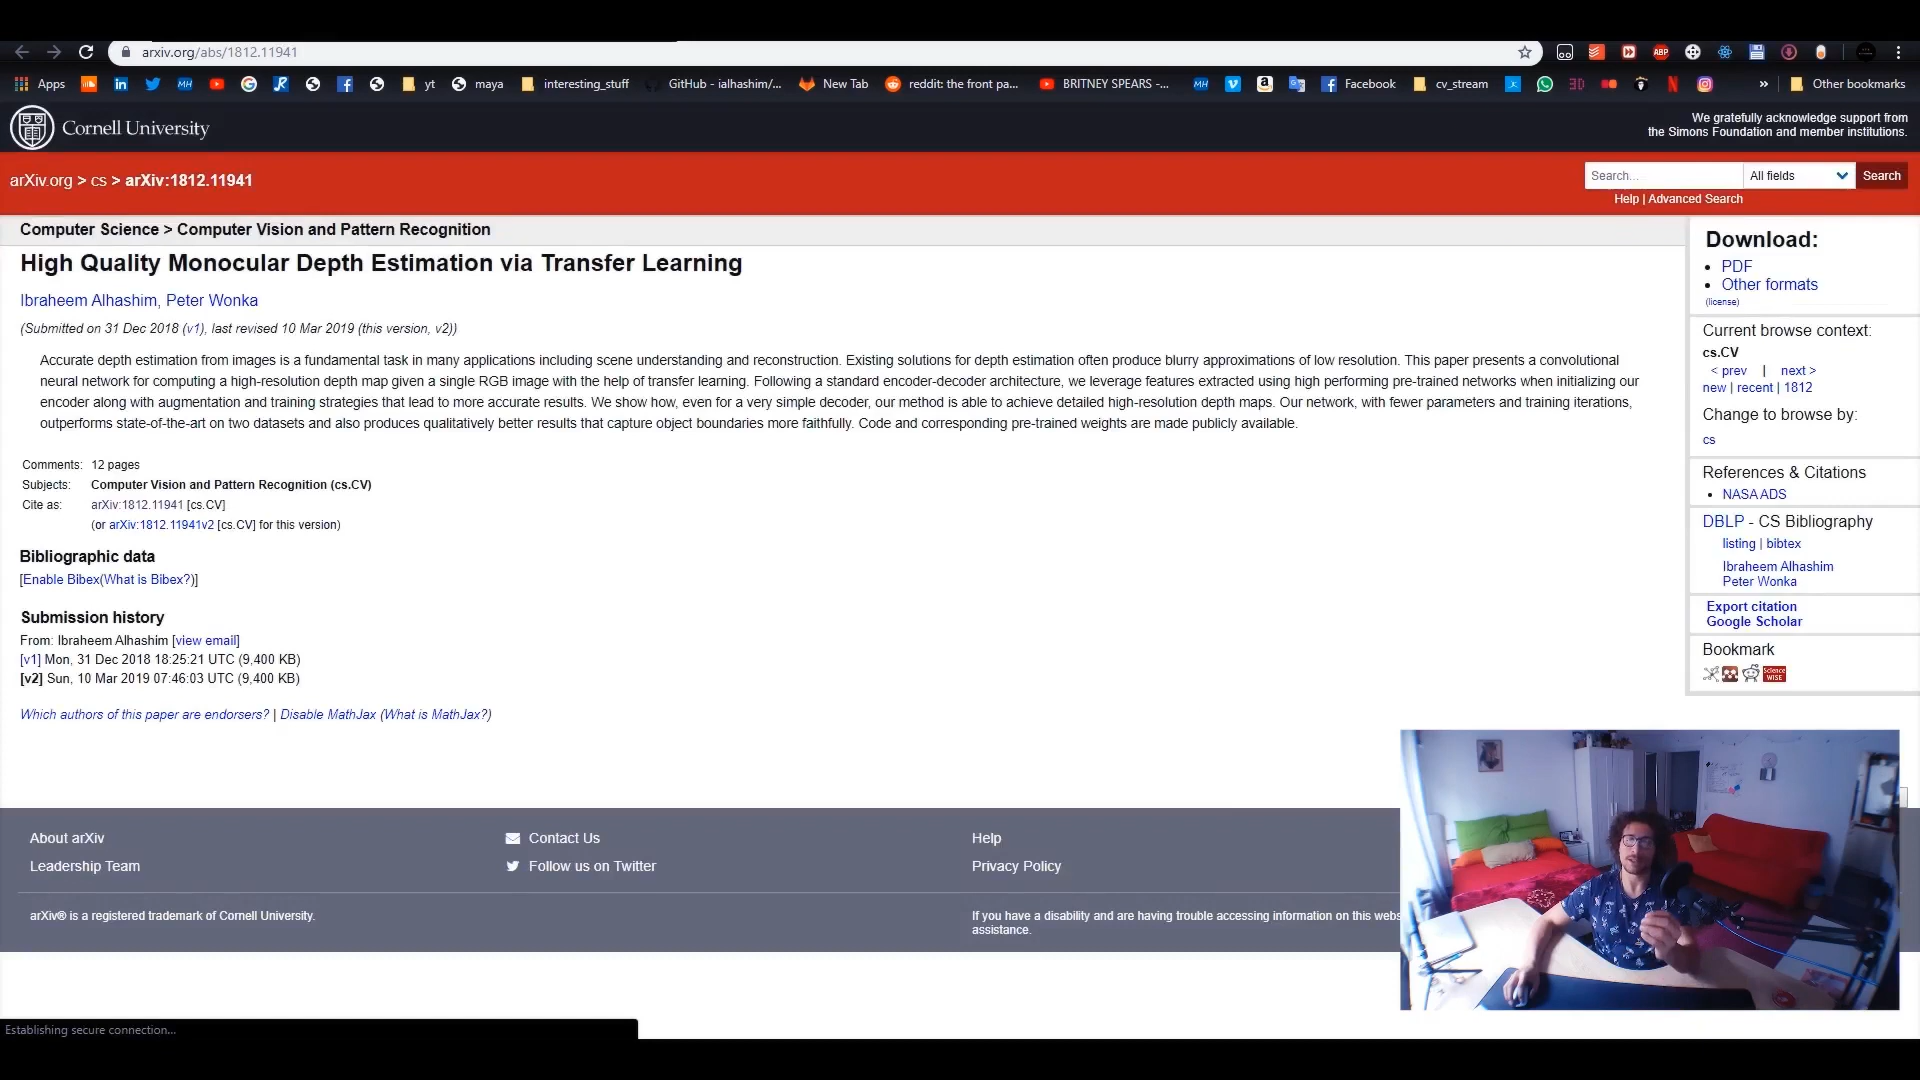 arxiv.org/abs/1812.11941
Apps
yt
maya
interesting_stuff
GitHub - ialhashim/...
New Tab
reddit: the front pa...
BRITNEY SPEARS -...
Facebook
cv_stream
»
Other bookmarks
Cornell University
We gratefully acknowledge support from
the Simons Foundation and member institutions.
arXiv.org > cs > arXiv:1812.11941
Search...
All fields
Search
Help | Advanced Search
Computer Science > Computer Vision and Pattern Recognition
High Quality Monocular Depth Estimation via Transfer Learning
Ibraheem Alhashim, Peter Wonka
(Submitted on 31 Dec 2018 (v1), last revised 10 Mar 2019 (this version, v2))
Accurate depth estimation from images is a fundamental task in many applications including scene understanding and reconstruction. Existing solutions for depth estimation often produce blurry approximations of low resolution. This paper presents a convolutional
neural network for computing a high-resolution depth map given a single RGB image with the help of transfer learning. Following a standard encoder-decoder architecture, we leverage features extracted using high performing pre-trained networks when initializing our
encoder along with augmentation and training strategies that lead to more accurate results. We show how, even for a very simple decoder, our method is able to achieve detailed high-resolution depth maps. Our network, with fewer parameters and training iterations,
outperforms state-of-the-art on two datasets and also produces qualitatively better results that capture object boundaries more faithfully. Code and corresponding pre-trained weights are made publicly available.
Comments: 12 pages
Subjects: Computer Vision and Pattern Recognition (cs.CV)
Cite as: arXiv:1812.11941 [cs.CV]
(or arXiv:1812.11941v2 [cs.CV] for this version)
Bibliographic data
[Enable Bibex(What is Bibex?)]
Submission history
From: Ibraheem Alhashim [view email]
[v1] Mon, 31 Dec 2018 18:25:21 UTC (9,400 KB)
[v2] Sun, 10 Mar 2019 07:46:03 UTC (9,400 KB)
Which authors of this paper are endorsers? | Disable MathJax (What is MathJax?)
Download:
PDF
Other formats
(license)
Current browse context:
cs.CV
< prev | next >
new | recent | 1812
Change to browse by:
cs
References & Citations
NASA ADS
DBLP - CS Bibliography
listing | bibtex
Ibraheem Alhashim
Peter Wonka
Export citation
Google Scholar
Bookmark
Science
WISE
About arXiv
Leadership Team
Contact Us
Follow us on Twitter
Help
Privacy Policy
arXiv® is a registered trademark of Cornell University.
If you have a disability and are having trouble accessing information on this webs
assistance.
Establishing secure connection...